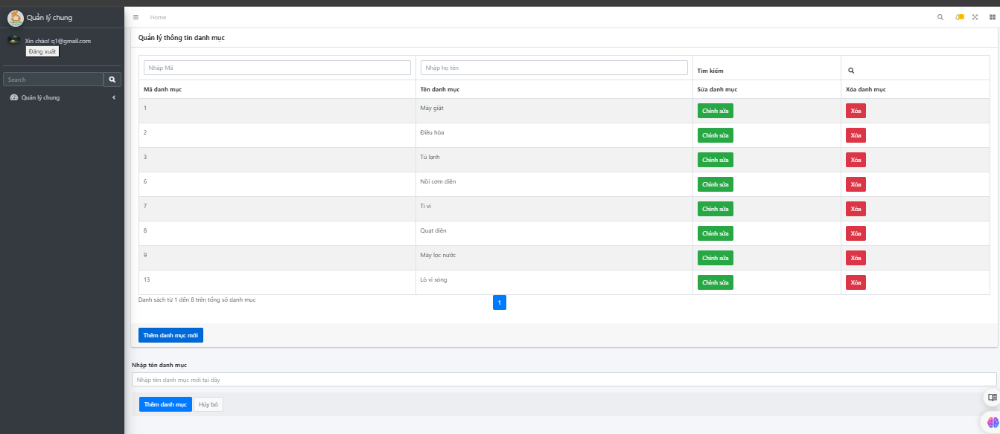 Quản lý chung
Home
Xin chào! q1@gmail.com
Đăng xuất
Search
Quản lý chung
Quản lý thông tin danh mục
Nhập Mã
Nhập họ tên
Tìm kiếm
Mã danh mục
Tên danh mục
Sửa danh mục
Xóa danh mục
1
Máy giặt
Chỉnh sửa
Xóa
2
Điều hòa
Chỉnh sửa
Xóa
3
Tủ lạnh
Chỉnh sửa
Xóa
6
Nồi cơm điện
Chỉnh sửa
Xóa
7
Ti vi
Chỉnh sửa
Xóa
8
Quạt điện
Chỉnh sửa
Xóa
9
Máy lọc nước
Chỉnh sửa
Xóa
13
Lò vi sóng
Chỉnh sửa
Xóa
Danh sách từ 1 đến 8 trên tổng số danh mục
1
Thêm danh mục mới
Nhập tên danh mục
Nhập tên danh mục mới tại đây
Thêm danh mục
Hủy bỏ